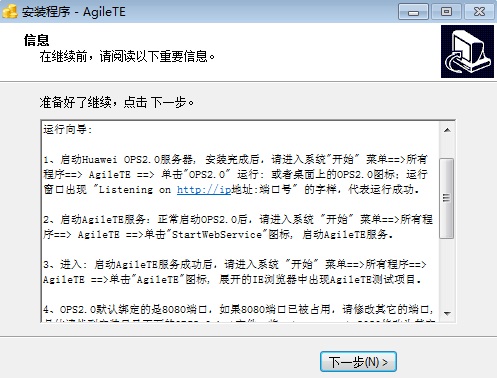 安装程序 - AgileTE
信息
在继续前,请阅读以下重要信息。
准备好了继续,点击 下一步。
运行向导:
1、启动Huawei OPS2.0服务器, 安装完成后，请进入系统"开始" 菜单==>所有
程序==> AgileTE ==> 单击"OPS2.0" 运行: 或者桌面上的OPS2.0图标；运行
窗口出现 "Listening on http://ip地址:端口号" 的字样，代表运行成功。
2、启动AgileTE服务：正常启动OPS2.0后，请进入系统 "开始" 菜单==>所有程
序==> AgileTE ==>单击"StartWebService"图标, 启动AgileTE服务。
3、进入: 启动AgileTE服务成功后，请进入系统 "开始" 菜单==>所有程序==>
AgileTE ==>单击"AgileTE"图标, 展开的IE浏览器中出现AgileTE测试项目。
4、OPS2.0默认绑定的是8080端口，如果8080端口已被占用，请修改其它的端口，
下一步(N) >